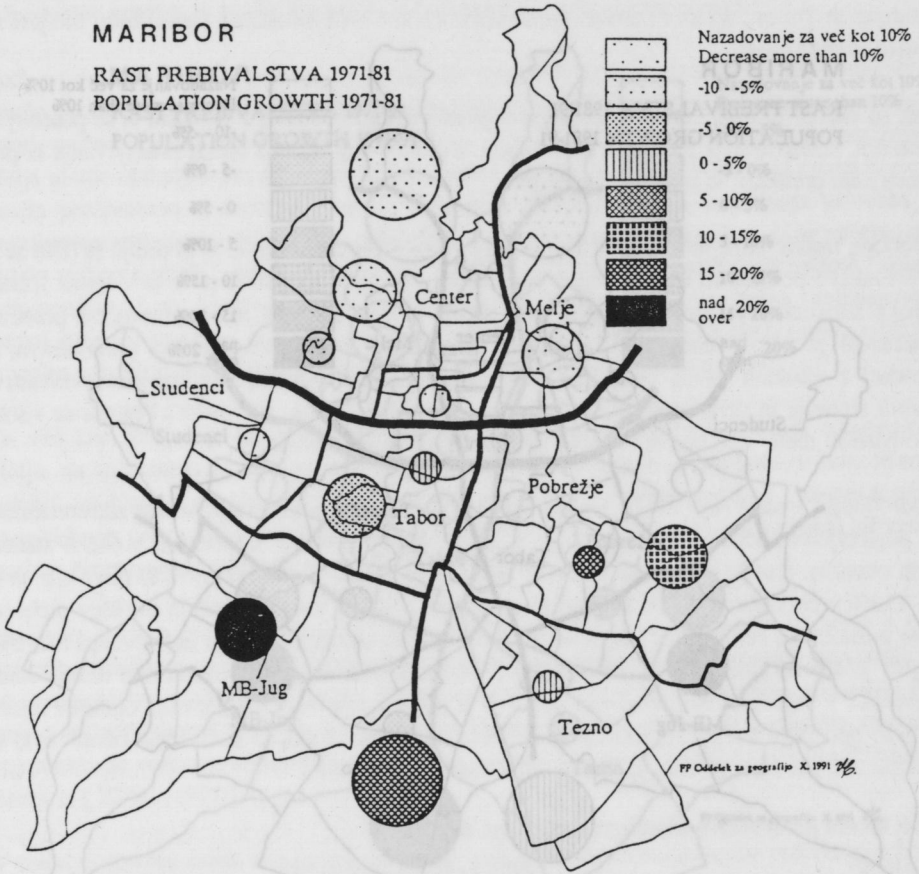 MARIBOR
RAST PREBIVALSTVA 1971-81
POPULATION GROWTH 1971-81
Nazadovanje za več kot 10%
Decrease more than 10%
-10 - -5%
-5 - 0%
0 - 5%
5 - 10%
10 - 15%
15 - 20%
nad
over 20%
Center
Melje
Studenci
Pobrežje
Tabor
MB-Jug
Tezno
PF Oddelek za geografijo X. 1991